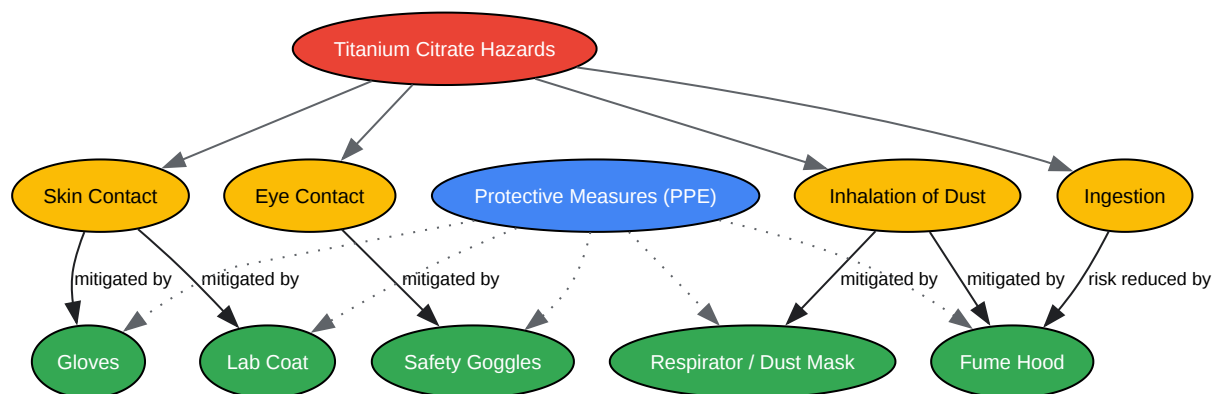 Titanium Citrate Hazards
Skin Contact
Eye Contact
Protective Measures (PPE)
Inhalation of Dust
Ingestion
mitigated by
mitigated by
mitigated by
mitigated by
mitigated by
risk reduced by
Gloves
Lab Coat
Safety Goggles
Respirator / Dust Mask
Fume Hood